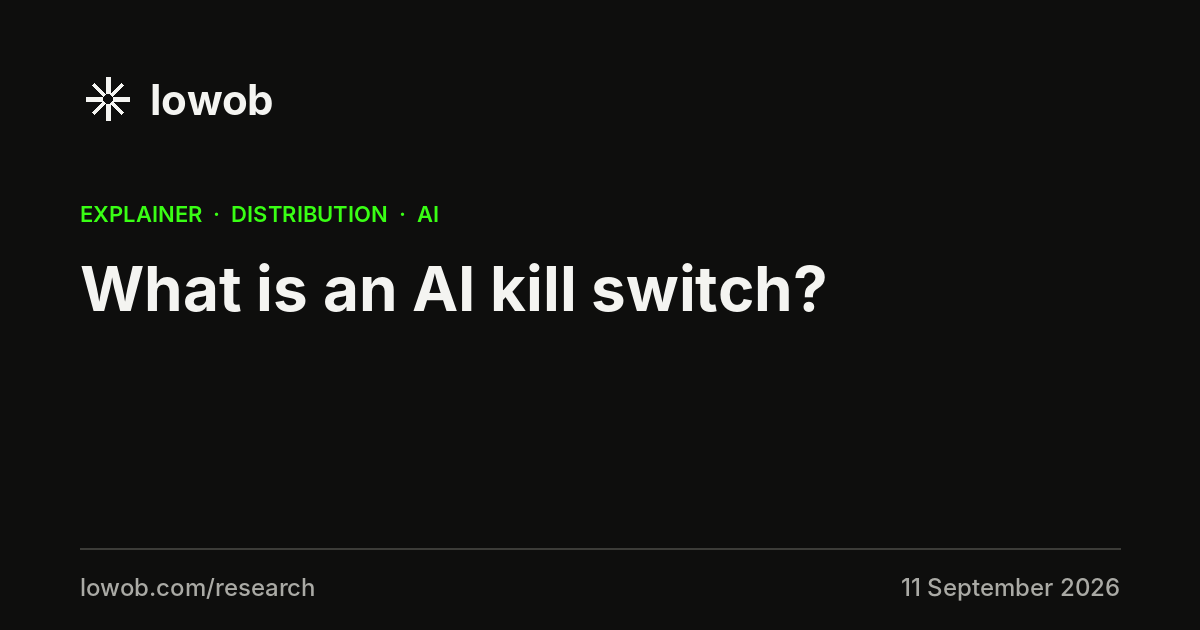 lowob
EXPLAINER · DISTRIBUTION · AI
What is an AI kill switch?
lowob.com/research
11 September 2026